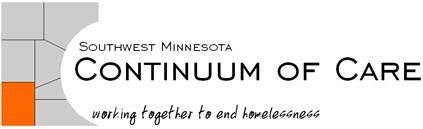 Southwest Minnesota
Continuum of Care
working together to end homelessness